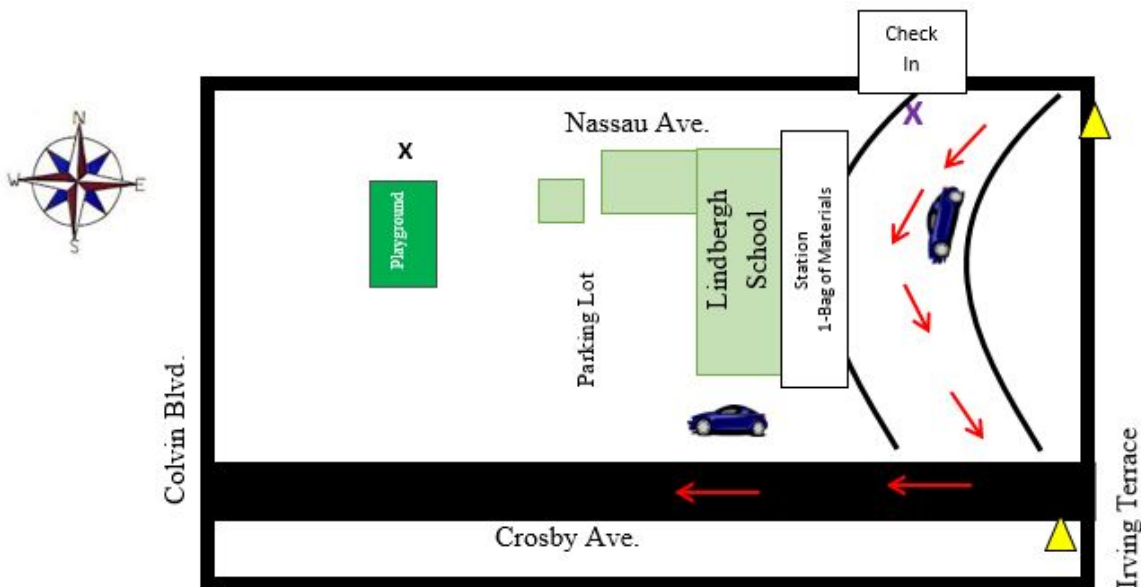 Check
In
N
W
E
S
Nassau Ave.
X
X
Playground
Lindbergh
School
Station
1-Bag of Materials
Parking Lot
Colvin Blvd.
Crosby Ave.
Irving Terrace